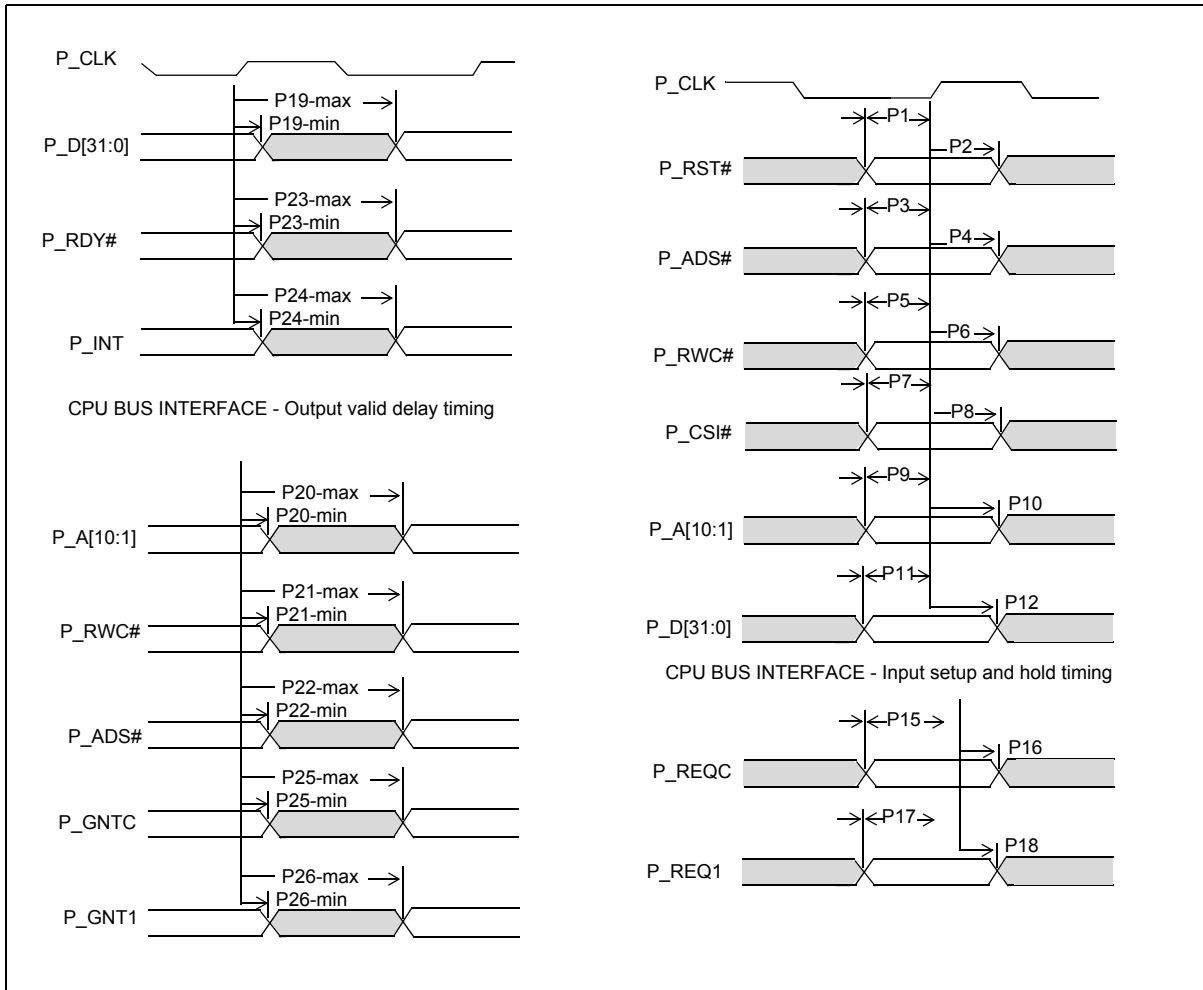 P_CLK
P19-max
P19-min
P_D[31:0]
P23-max
P23-min
P_RDY#
P24-max
P24-min
P_INT
CPU BUS INTERFACE - Output valid delay timing
P20-max
P20-min
P_A[10:1]
P21-max
P21-min
P_RWC#
P22-max
P22-min
P_ADS#
P25-max
P25-min
P_GNTC
P26-max
P26-min
P_GNT1
P_CLK
P1
P2
P_RST#
P3
P4
P_ADS#
P5
P6
P_RWC#
P7
P8
P_CSI#
P9
P10
P_A[10:1]
P11
P12
P_D[31:0]
CPU BUS INTERFACE - Input setup and hold timing
P15
P16
P_REQC
P17
P18
P_REQ1